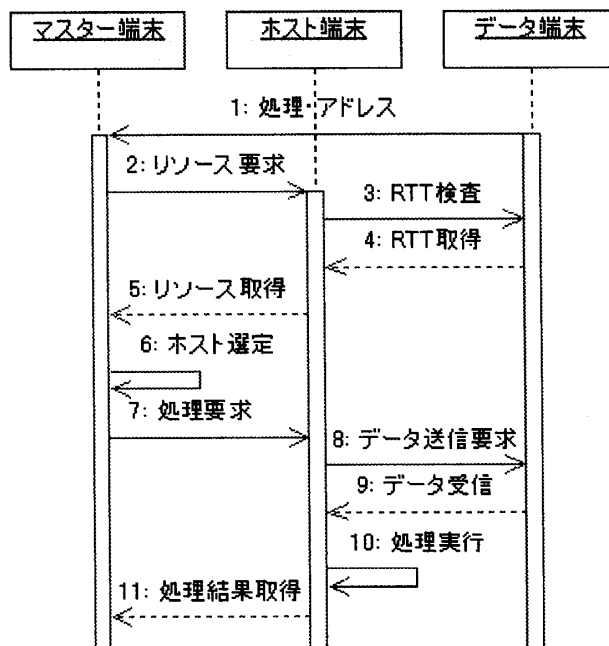 マスター端末
ホスト端末
データ端末
1: 処理・アドレス
2: リソース要求
3: RTT検査
4: RTT取得
5: リソース取得
6: ホスト選定
7: 処理要求
8: データ送信要求
9: データ受信
10: 処理実行
11: 処理結果取得